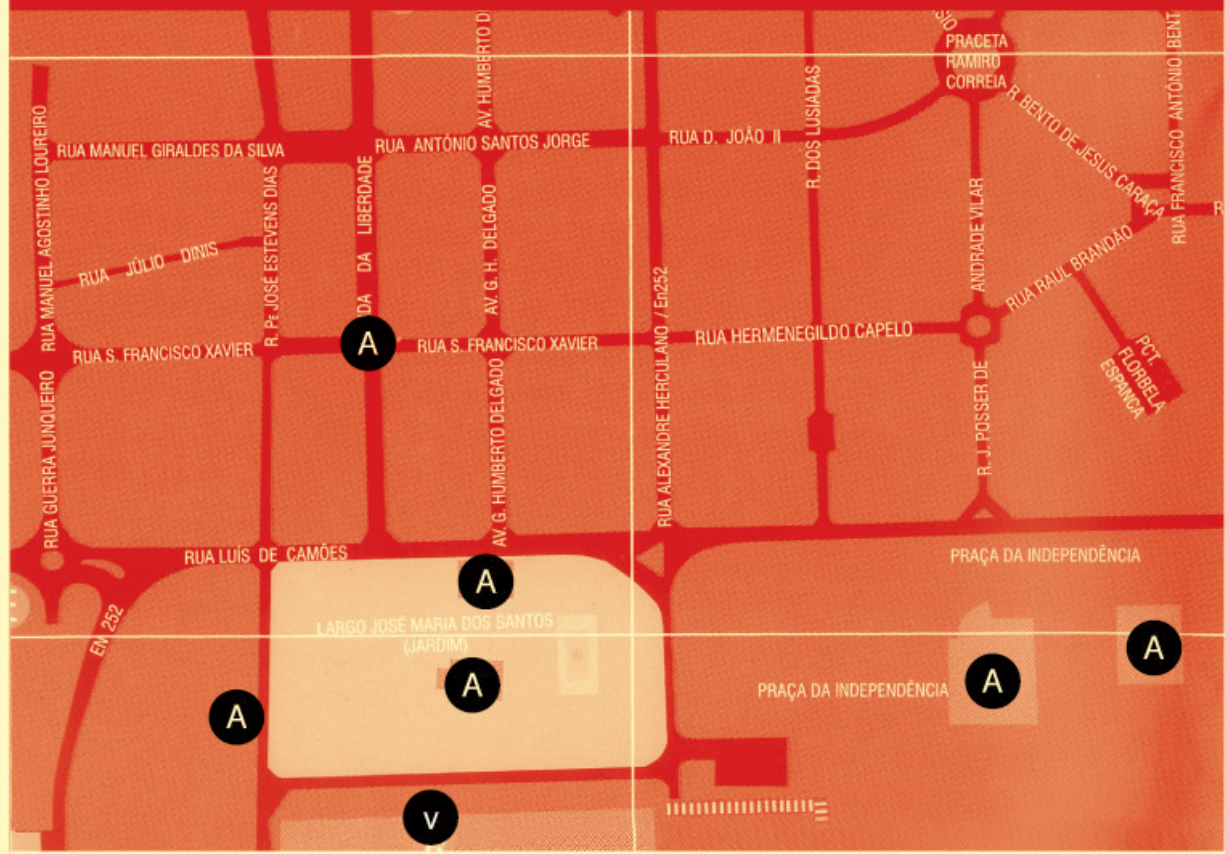 AV. HUMBERTO D
PRACETA
RAMIRO
CORREIA
RUA FRANCISCO ANTÓNIO BENT
R BENTO DE JESUS CARAÇA
RUA MANUEL GIRALDES DA SILVA
RUA ANTÓNIO SANTOS JORGE
RUA D. JOÃO II
R. DOS LUSIADAS
RUA MANUEL AGOSTINHO LOUREIRO
R. PE JOSÉ ESTEVENS DIAS
DA DA LIBERDADE
AV. G. H. DELGADO
ANDRADE VILAR
RUA JÚLIO DINIS
RUA RAUL BRANDÃO
R
RUA S. FRANCISCO XAVIER
A
RUA S. FRANCISCO XAVIER
RUA HERMENEGILDO CAPELO
RUA ALEXANDRE HERCULANO / En252
PCT.
FLORBELA
ESPANCA
RUA GUERRA JUNQUEIRO
AV. G. HUMBERTO DELGADO
R. J. POSSER DE
RUA LUÍS DE CAMÕES
PRAÇA DA INDEPENDÊNCIA
A
EN 252
LARGO JOSÉ MARIA DOS SANTOS
(JARDIM)
A
A
A
PRAÇA DA INDEPENDÊNCIA
A
V